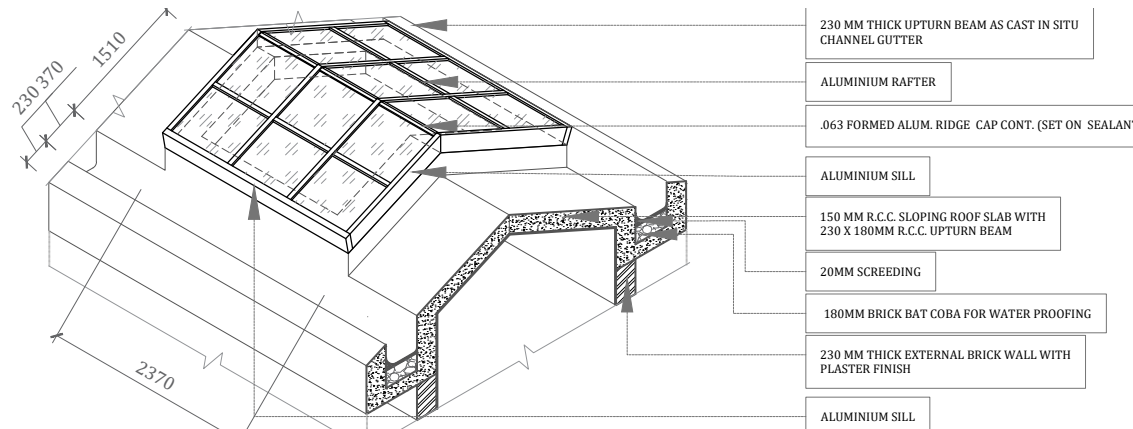 230 MM THICK UPTURN BEAM AS CAST IN SITU
CHANNEL GUTTER
ALUMINIUM RAFTER
.063 FORMED ALUM. RIDGE CAP CONT. (SET ON SEALANT
ALUMINIUM SILL
150 MM R.C.C. SLOPING ROOF SLAB WITH
230 X 180MM R.C.C. UPTURN BEAM
20MM SCREEDING
180MM BRICK BAT COBA FOR WATER PROOFING
230 MM THICK EXTERNAL BRICK WALL WITH
PLASTER FINISH
ALUMINIUM SILL
230 370
1510
2370